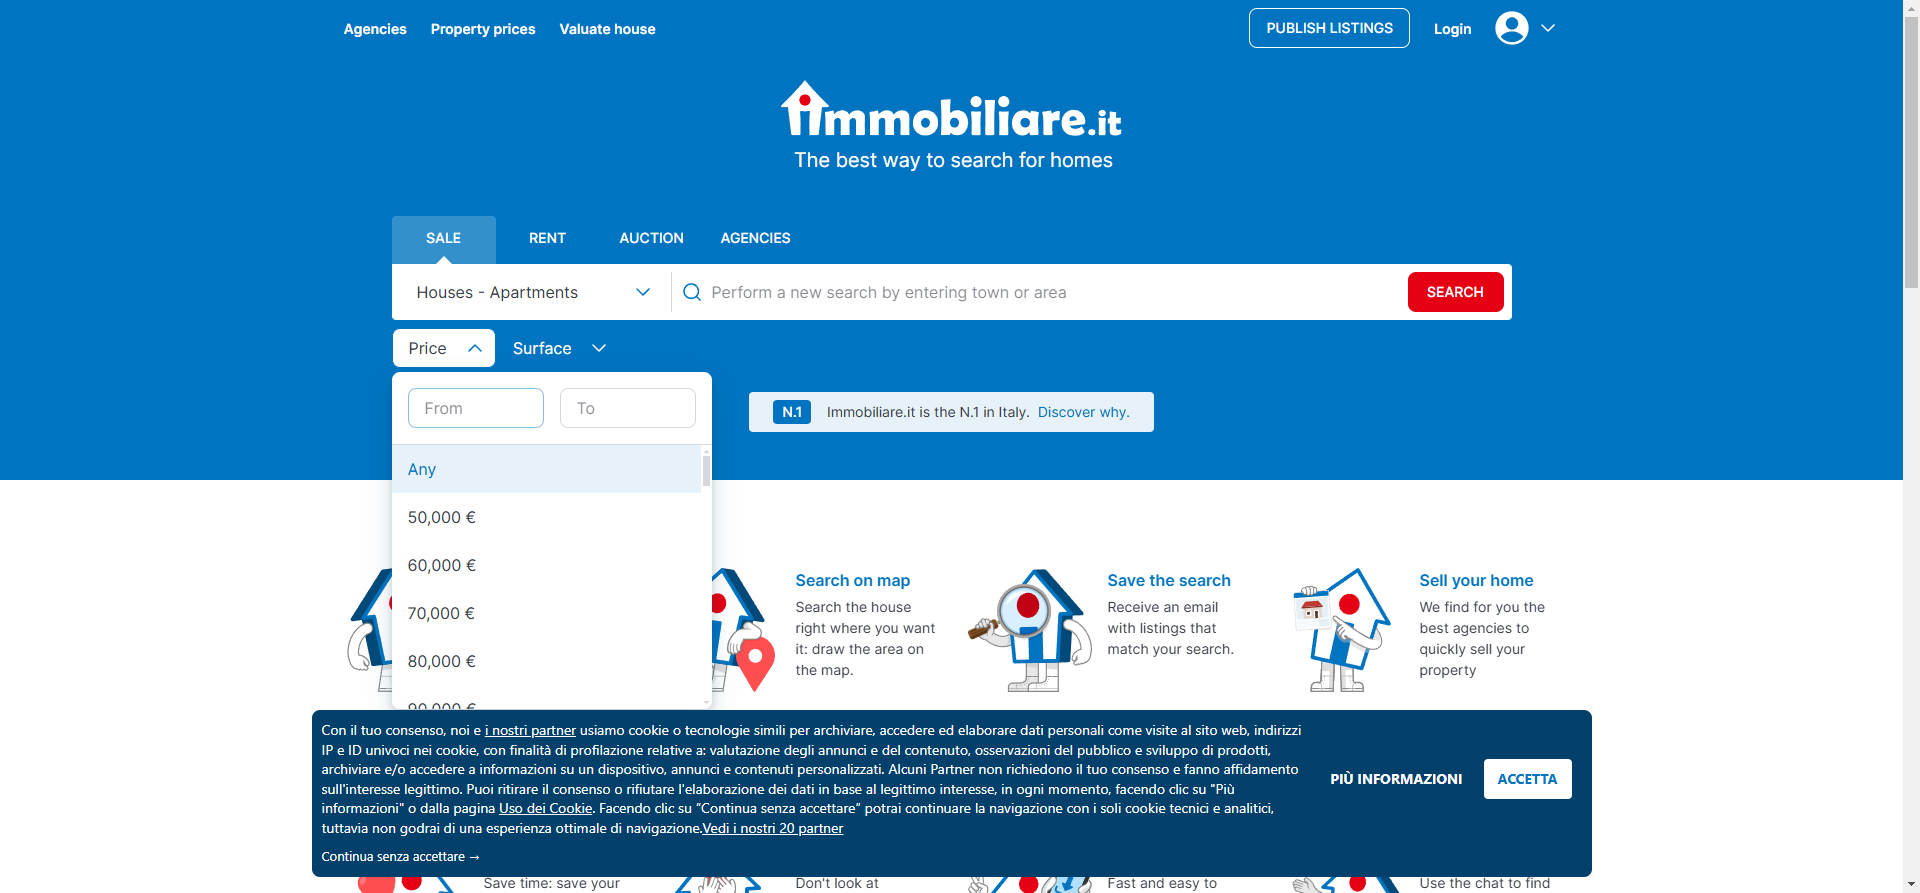 Agencies
Property prices
Valuate house
PUBLISH LISTINGS
Login
immobiliare.it
The best way to search for homes
SALE
RENT
AUCTION
AGENCIES
Houses - Apartments
Perform a new search by entering town or area
SEARCH
Price
Surface
From
To
N.1
Immobiliare.it is the N.1 in Italy. Discover why.
Any
50,000 €
60,000 €
70,000 €
80,000 €
90,000 €
Search on map
Search the house
right where you want
it: draw the area on
the map.
Save the search
Receive an email
with listings that
match your search.
Sell your home
We find for you the
best agencies to
quickly sell your
property
Con il tuo consenso, noi e i nostri partner usiamo cookie o tecnologie simili per archiviare, accedere ed elaborare dati personali come visite al sito web, indirizzi
IP e ID univoci nei cookie, con finalità di profilazione relative a: valutazione degli annunci e del contenuto, osservazioni del pubblico e sviluppo di prodotti,
archiviare e/o accedere a informazioni su un dispositivo, annunci e contenuti personalizzati. Alcuni Partner non richiedono il tuo consenso e fanno affidamento
sull'interesse legittimo. Puoi ritirare il consenso o rifiutare l'elaborazione dei dati in base al legittimo interesse, in ogni momento, facendo clic su "Più
informazioni" o dalla pagina Uso dei Cookie. Facendo clic su “Continua senza accettare” potrai continuare la navigazione con i soli cookie tecnici e analitici,
tuttavia non godrai di una esperienza ottimale di navigazione.Vedi i nostri 20 partner
Continua senza accettare →
PIÙ INFORMAZIONI
ACCETTA
Save time: save your
Don't look at
Fast and easy to
Use the chat to find